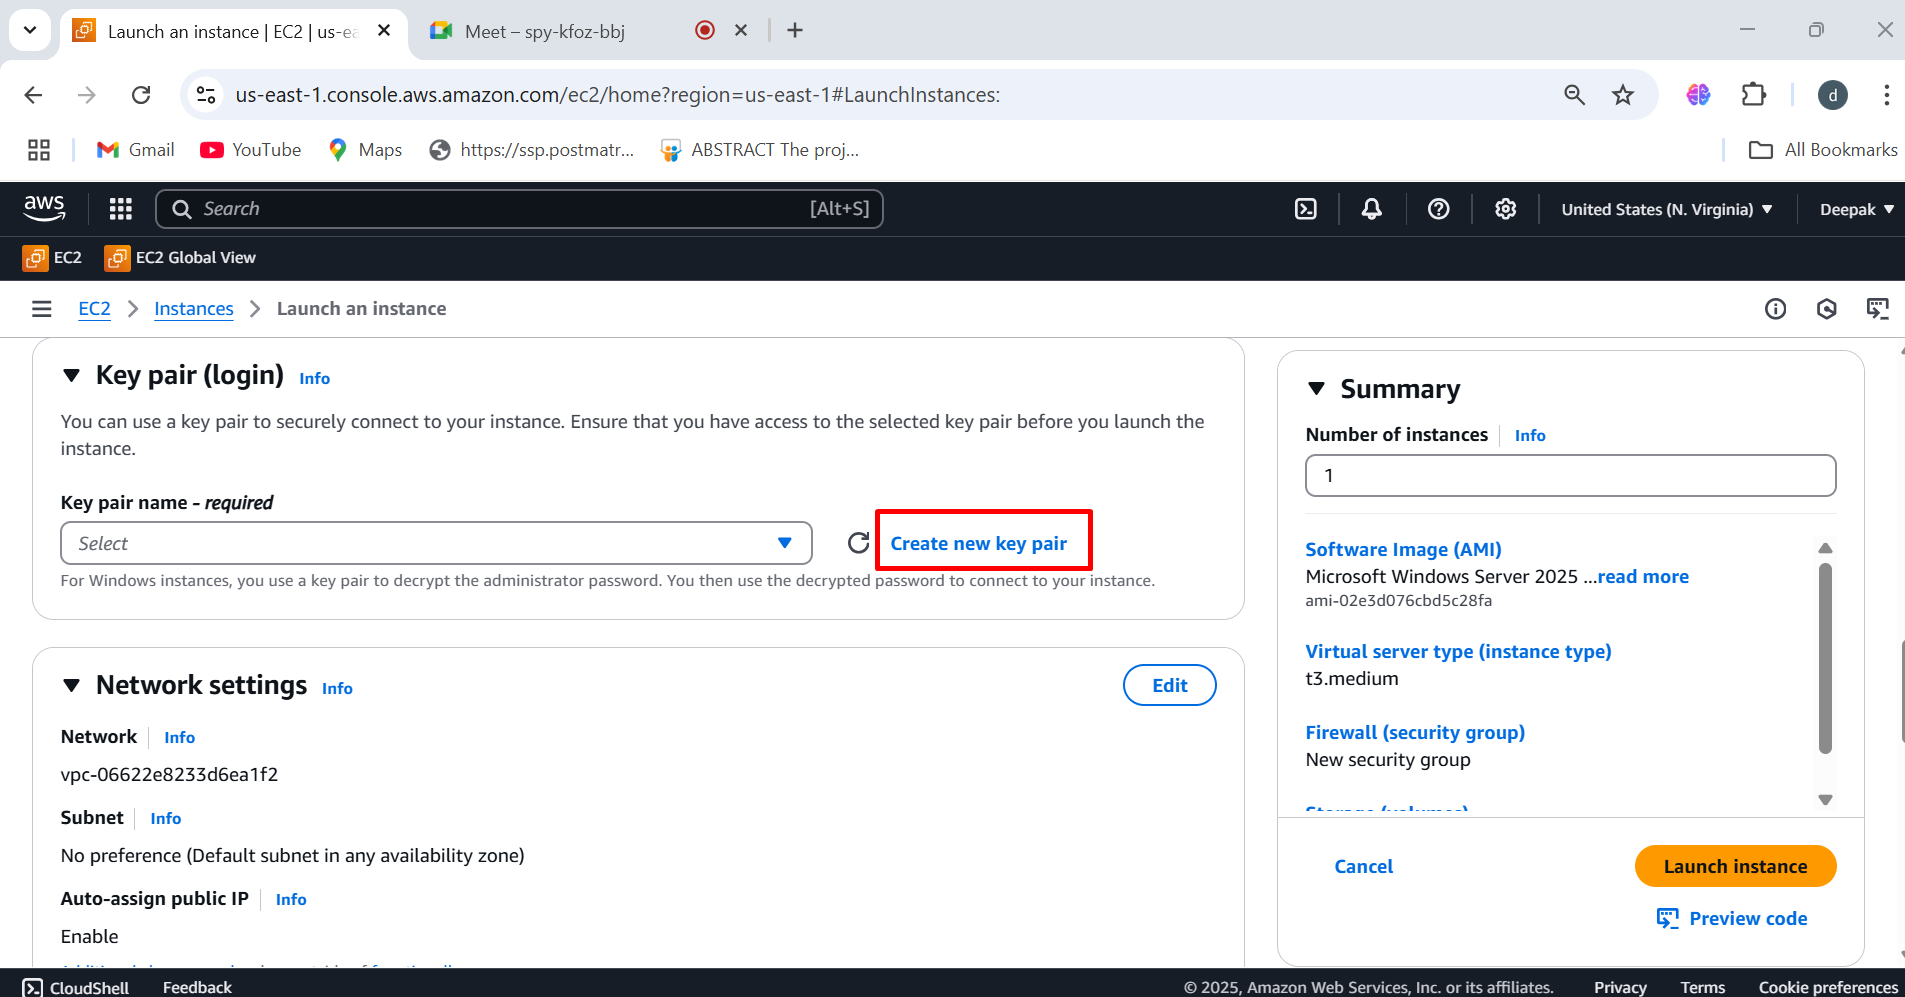 Launch an instance | EC2 | us-ea
Meet – spy-kfoz-bbj
us-east-1.console.aws.amazon.com/ec2/home?region=us-east-1#LaunchInstances:
d
Gmail
YouTube
Maps
https://ssp.postmatr...
ABSTRACT The proj...
All Bookmarks
aws
Search
[Alt+S]
United States (N. Virginia)
Deepak
EC2
EC2 Global View
EC2
Instances
Launch an instance
Key pair (login) Info
You can use a key pair to securely connect to your instance. Ensure that you have access to the selected key pair before you launch the
instance.
Key pair name - required
Select
Create new key pair
For Windows instances, you use a key pair to decrypt the administrator password. You then use the decrypted password to connect to your instance.
Network settings Info
Edit
Network Info
vpc-06622e8233d6ea1f2
Subnet Info
No preference (Default subnet in any availability zone)
Auto-assign public IP Info
Enable
Summary
Number of instances Info
1
Software Image (AMI)
Microsoft Windows Server 2025 ...read more
ami-02e3d076cbd5c28fa
Virtual server type (instance type)
t3.medium
Firewall (security group)
New security group
Storage (volumes)
Cancel
Launch instance
Preview code
CloudShell
Feedback
© 2025, Amazon Web Services, Inc. or its affiliates.
Privacy
Terms
Cookie preferences